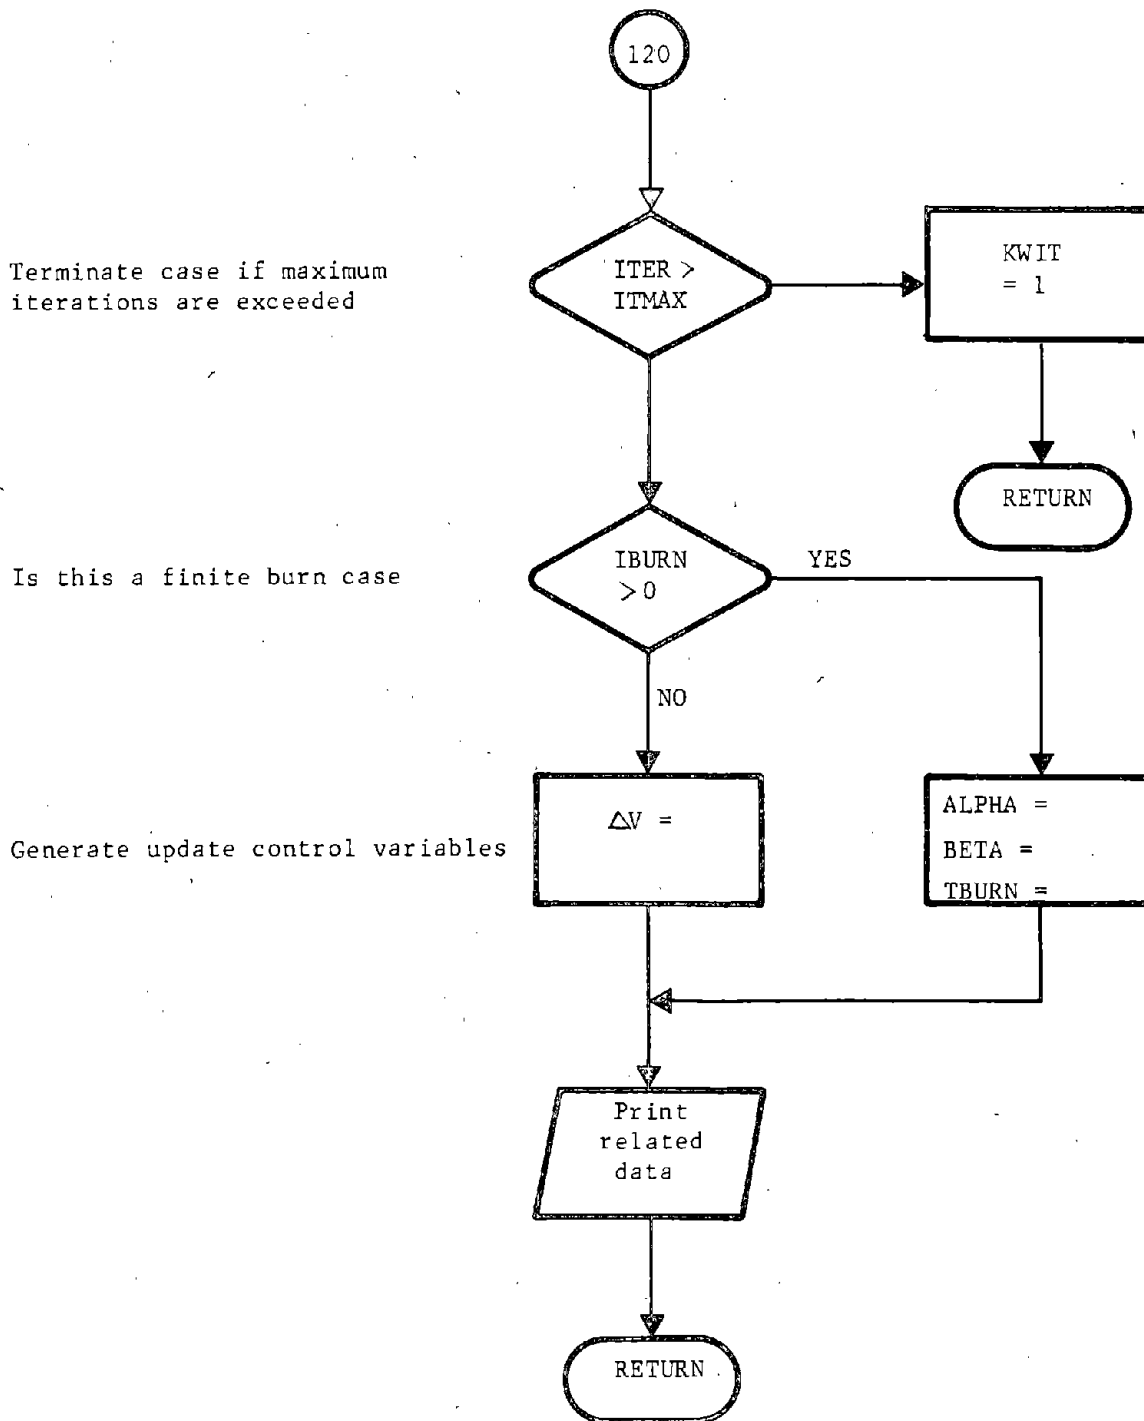 120
Terminate case if maximum
iterations are exceeded
ITER >
ITMAX
KWIT
= 1
RETURN
Is this a finite burn case
IBURN
> 0
YES
NO
Generate update control variables
ΔV =
ALPHA =
BETA =
TBURN =
Print
related
data
RETURN